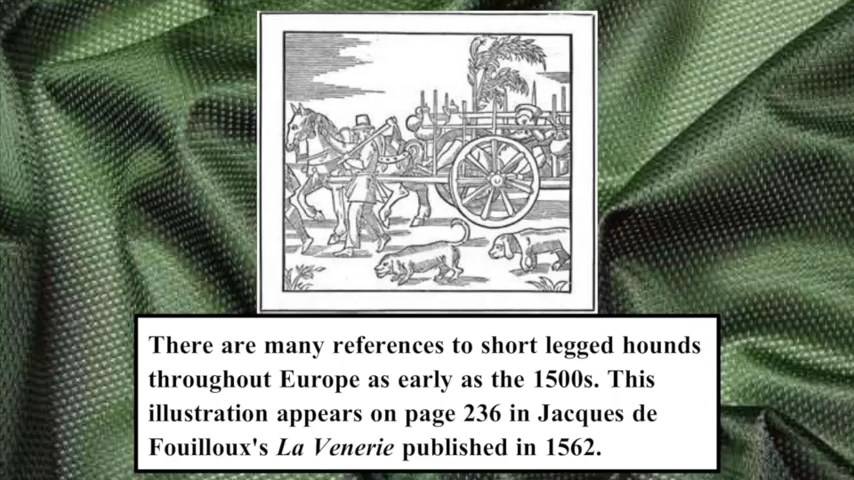 There are many references to short legged hounds
throughout Europe as early as the 1500s. This
illustration appears on page 236 in Jacques de
Fouilloux's La Venerie published in 1562.